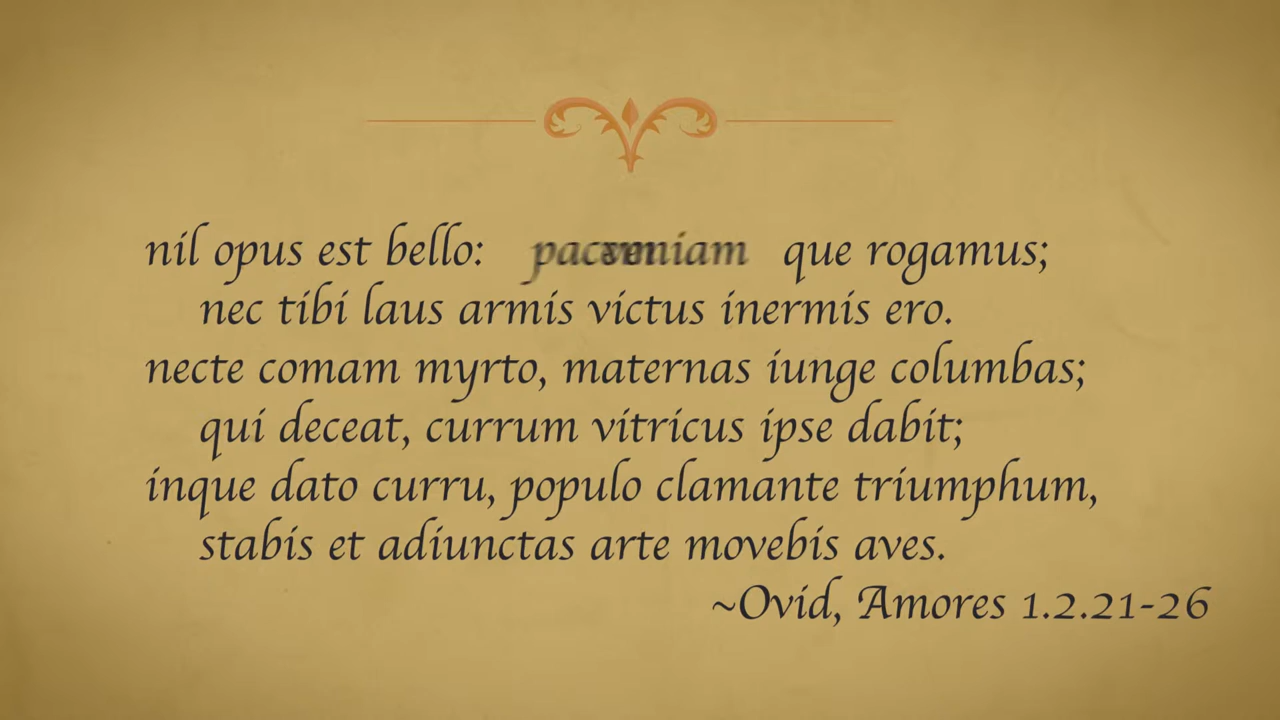 nil opus est bello: que rogamus;
nec tibi laus armis victus inermis ero.
necte comam myrto, maternas iunge columbas;
qui deceat, currum vitricus ipse dabit;
inque dato curru, populo clamante triumphum,
stabis et adiunctas arte movebis aves.
~Ovid, Amores 1.2.21-26